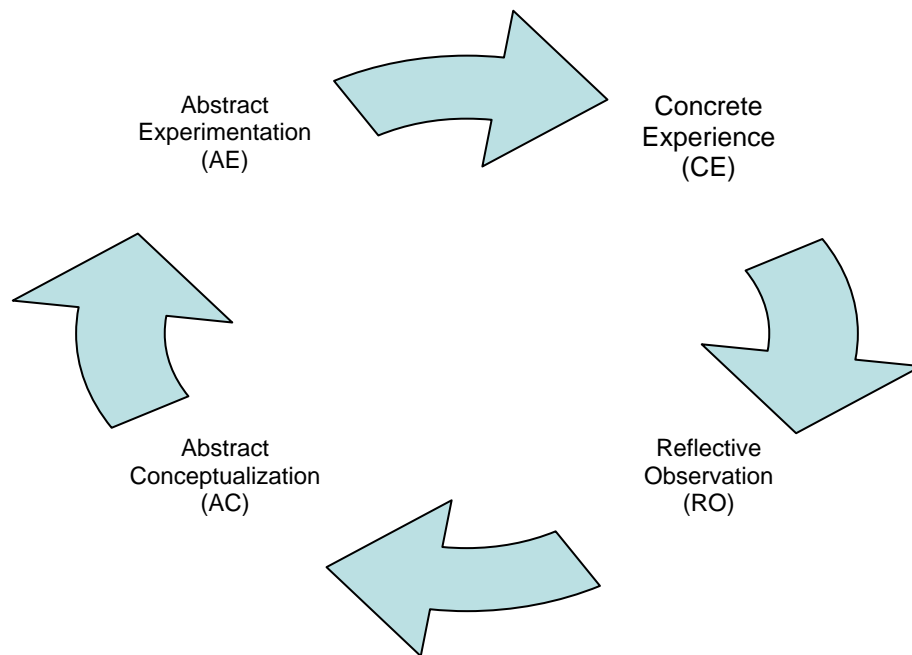 Abstract
Experimentation
(AE)
Concrete
Experience
(CE)
Abstract
Conceptualization
(AC)
Reflective
Observation
(RO)